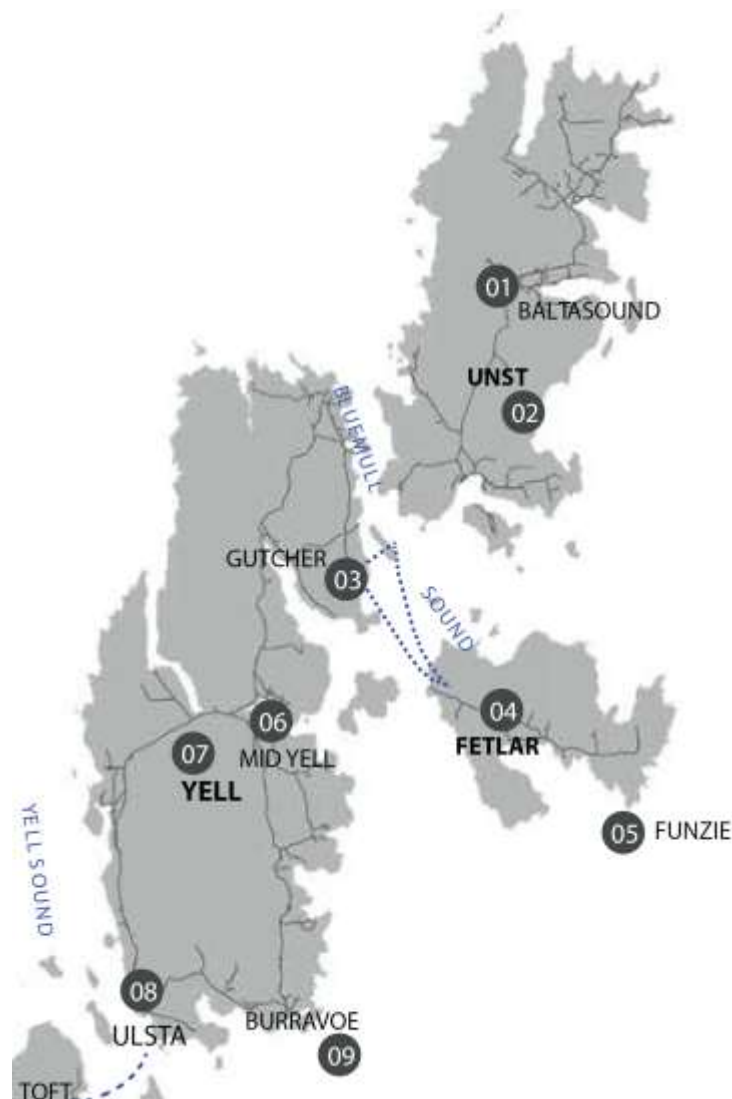 01
BALTASOUND
UNST
02
BLUEMULL
SOUND
GUTCHER
03
04
FETLAR
05 FUNZIE
06
MID YELL
07
YELL
YELL SOUND
08
ULSTA
BURRAVOE
09
TOFT